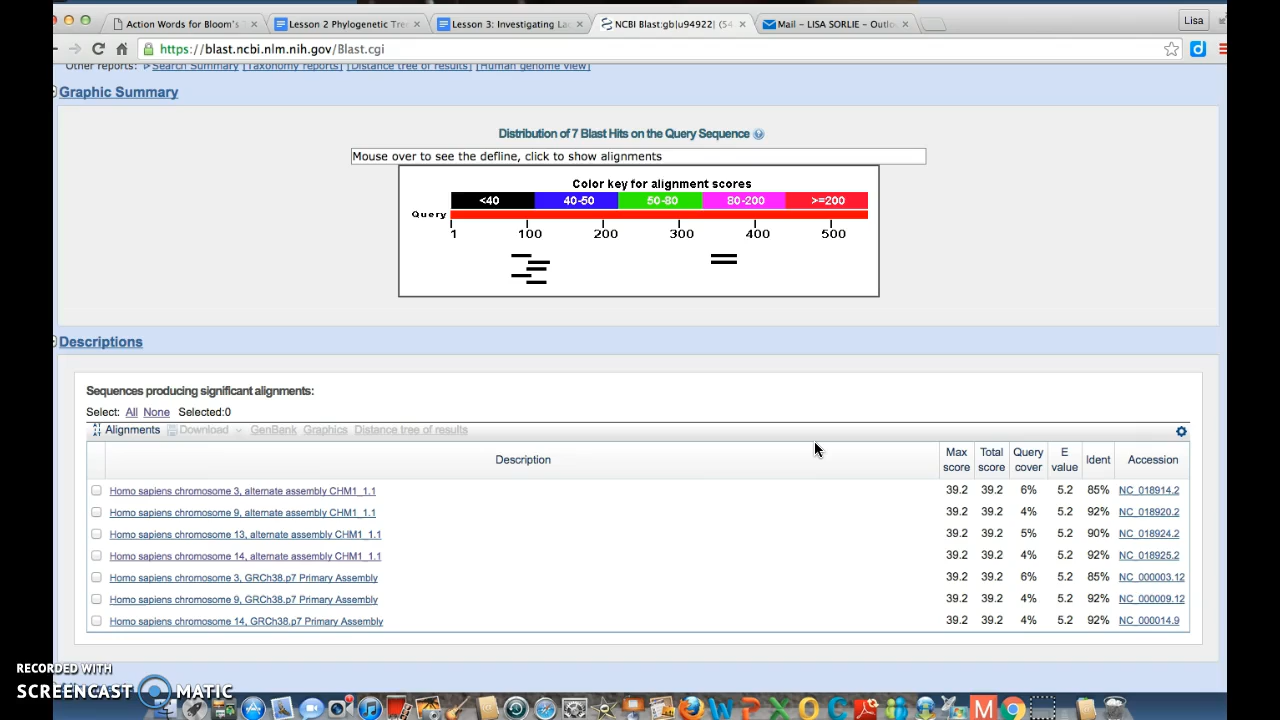 Action Words for Bloom's
Lesson 2 Phylogenetic Tre
Lesson 3: Investigating La
NCBI Blast:gb|u94922| (54
Mail – LISA SORLIE – Outlo
Lisa
https://blast.ncbi.nlm.nih.gov/Blast.cgi
Other reports: Search Summary [Taxonomy reports] [Distance tree of results] [Human genome view]
Graphic Summary
Distribution of 7 Blast Hits on the Query Sequence
Mouse over to see the defline, click to show alignments
Color key for alignment scores
<40 40-50 50-80 80-200 >=200
Query
1 100 200 300 400 500
Descriptions
Sequences producing significant alignments:
Select: All None Selected:0
Alignments Download GenBank Graphics Distance tree of results
Description Max score Total score Query cover E value Ident Accession
Homo sapiens chromosome 3, alternate assembly CHM1_1.1 39.2 39.2 6% 5.2 85% NC_018914.2
Homo sapiens chromosome 9, alternate assembly CHM1_1.1 39.2 39.2 4% 5.2 92% NC_018920.2
Homo sapiens chromosome 13, alternate assembly CHM1_1.1 39.2 39.2 5% 5.2 90% NC_018924.2
Homo sapiens chromosome 14, alternate assembly CHM1_1.1 39.2 39.2 4% 5.2 92% NC_018925.2
Homo sapiens chromosome 3, GRCh38.p7 Primary Assembly 39.2 39.2 6% 5.2 85% NC_000003.12
Homo sapiens chromosome 9, GRCh38.p7 Primary Assembly 39.2 39.2 4% 5.2 92% NC_000009.12
Homo sapiens chromosome 14, GRCh38.p7 Primary Assembly 39.2 39.2 4% 5.2 92% NC_000014.9
RECORDED WITH
SCREENCAST MATIC